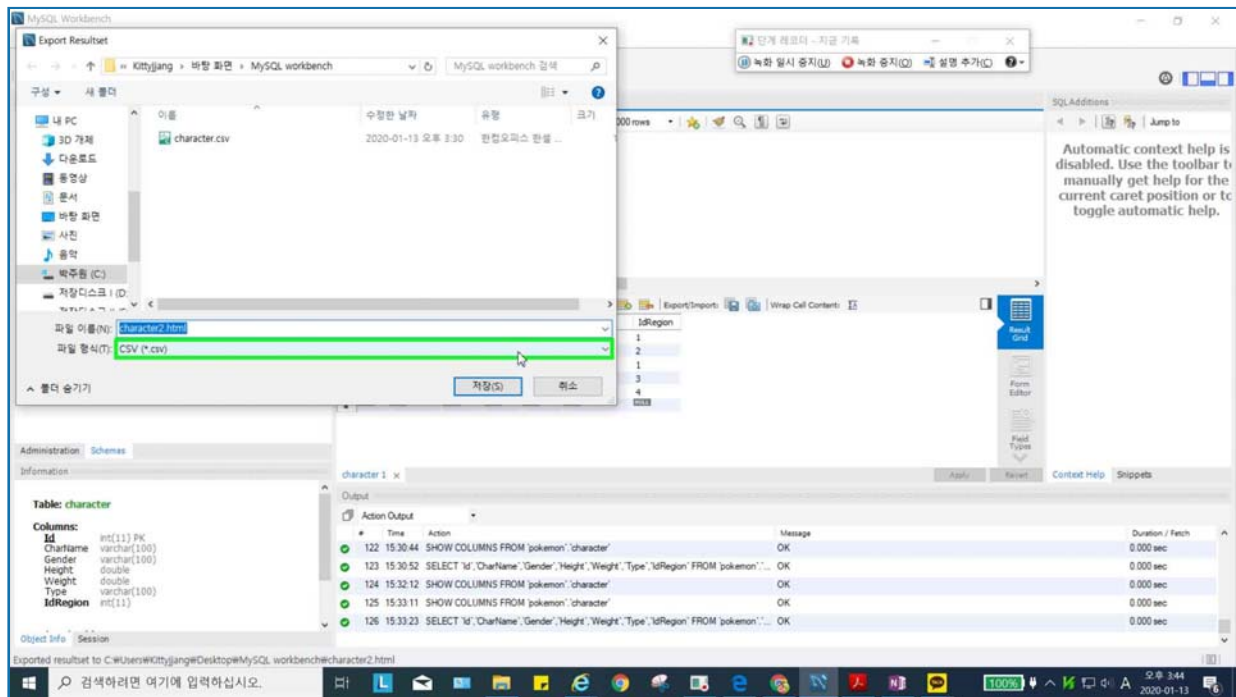 MySQL Workbench
Export Resultset
« Kittyjjang › 바탕 화면 › MySQL workbench
MySQL workbench 검색
구성
새 폴더
내 PC
3D 개체
다운로드
동영상
문서
바탕 화면
사진
음악
박주원 (C:)
저장디스크 I (D:
이름
수정한 날짜
유형
크기
character.csv
2020-01-13 오후 3:30
한컴오피스 한셀 ...
파일 이름(N): character2.html
파일 형식(T): CSV (*.csv)
폴더 숨기기
저장(S)
취소
단계 레코더 - 지금 기록
녹화 일시 중지(U)
녹화 중지(O)
설명 추가(C)
000 rows
SQLAdditions
Jump to
Automatic context help is
disabled. Use the toolbar to
manually get help for the
current caret position or to
toggle automatic help.
Export/Import:
Wrap Cell Content:
IdRegion
1
2
1
3
4
NULL
Result
Grid
Form
Editor
Field
Types
Administration
Schemas
Information
character 1
Apply
Revert
Context Help
Snippets
Table: character
Columns:
Id int(11) PK
CharName varchar(100)
Gender varchar(100)
Height double
Weight double
Type varchar(100)
IdRegion int(11)
Object Info
Session
Output
Action Output
# Time Action Message Duration / Fetch
122 15:30:44 SHOW COLUMNS FROM `pokemon`.`character` OK 0.000 sec
123 15:30:52 SELECT `Id`,`CharName`,`Gender`,`Height`,`Weight`,`Type`,`IdRegion` FROM `pokemon`.`... OK 0.000 sec
124 15:32:12 SHOW COLUMNS FROM `pokemon`.`character` OK 0.000 sec
125 15:33:11 SHOW COLUMNS FROM `pokemon`.`character` OK 0.000 sec
126 15:33:23 SELECT `Id`,`CharName`,`Gender`,`Height`,`Weight`,`Type`,`IdRegion` FROM `pokemon`.`... OK 0.000 sec
Exported resultset to C:₩Users₩Kittyjjang₩Desktop₩MySQL workbench₩character2.html
검색하려면 여기에 입력하십시오.
100%
A
오후 3:44
2020-01-13